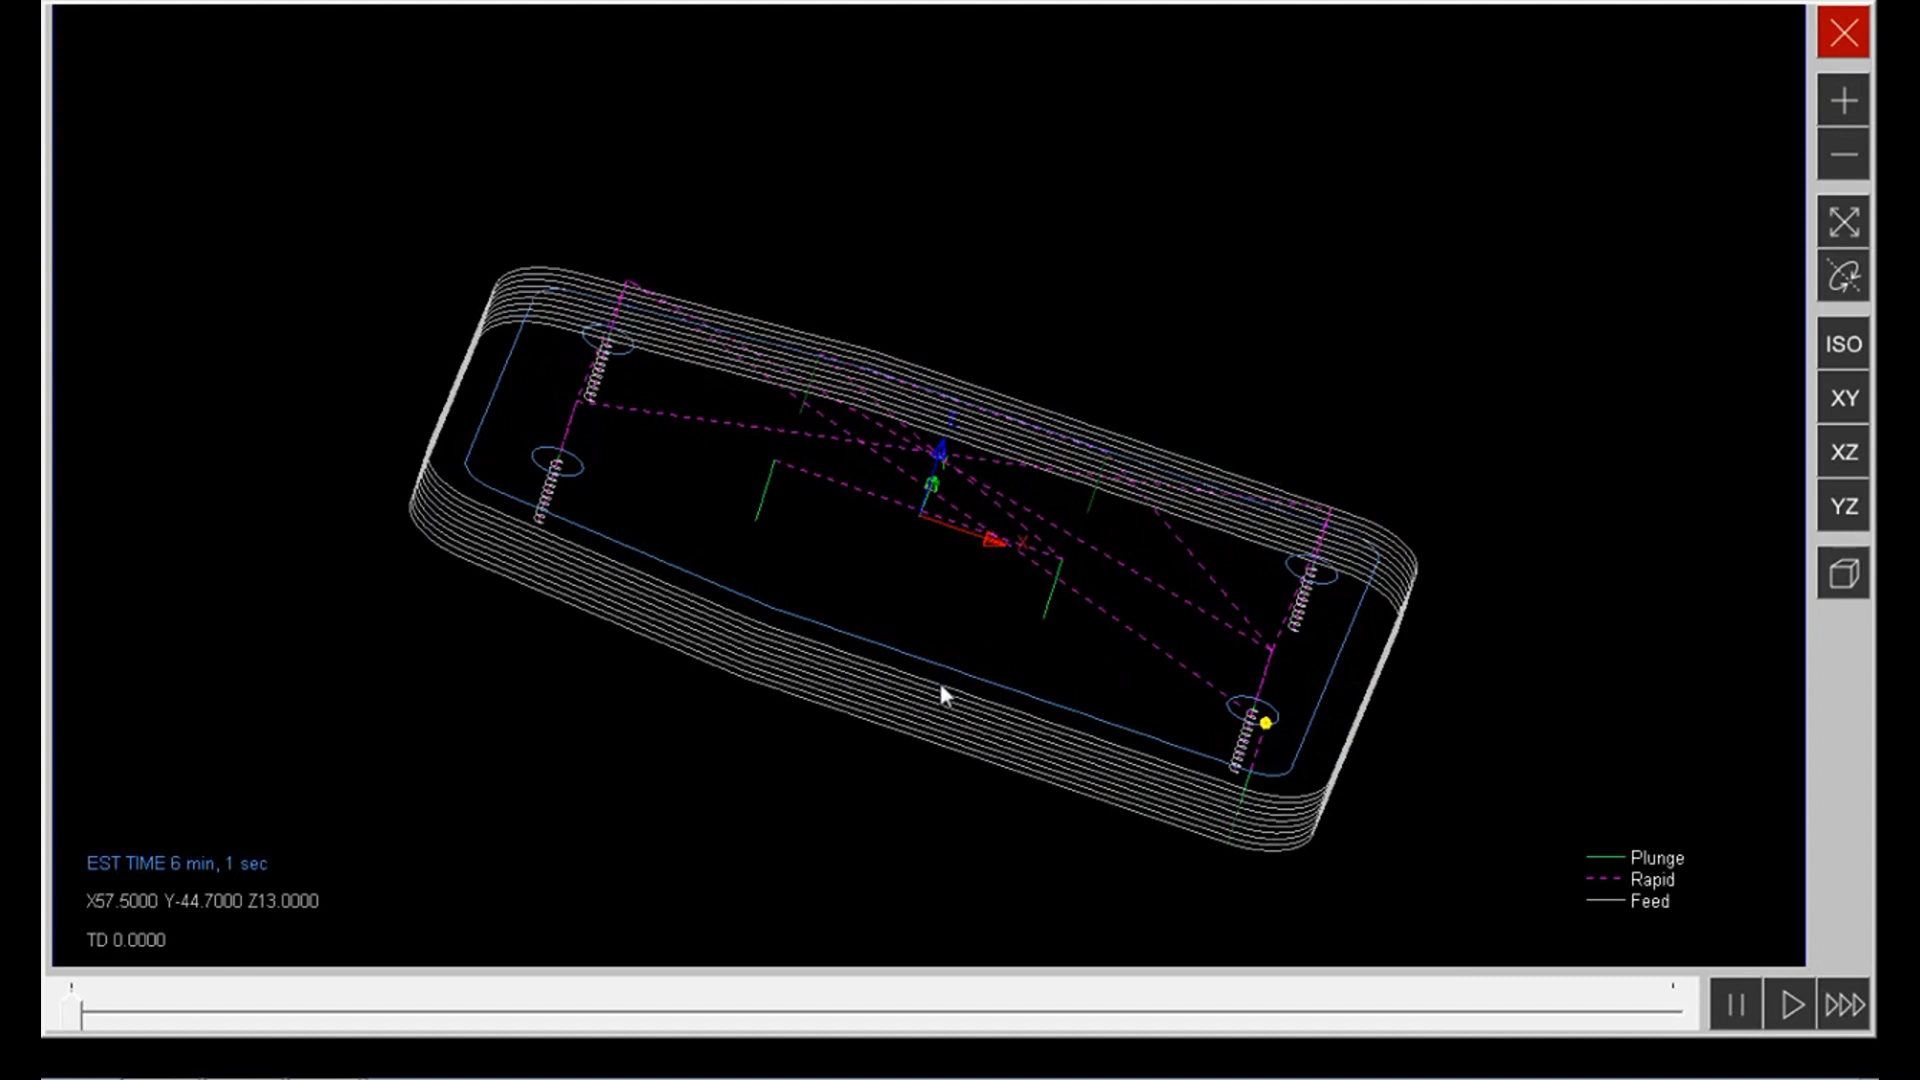 ISO
XY
XZ
YZ
X
EST TIME 6 min, 1 sec
X57.5000 Y-44.7000 Z13.0000
TD 0.0000
Plunge
Rapid
Feed